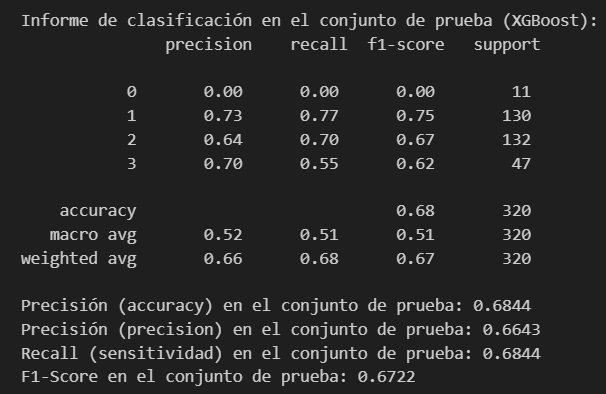 Informe de clasificación en el conjunto de prueba (XGBoost):
precision recall f1-score support
0 0.00 0.00 0.00 11
1 0.73 0.77 0.75 130
2 0.64 0.70 0.67 132
3 0.70 0.55 0.62 47
accuracy 0.68 320
macro avg 0.52 0.51 0.51 320
weighted avg 0.66 0.68 0.67 320
Precisión (accuracy) en el conjunto de prueba: 0.6844
Precisión (precision) en el conjunto de prueba: 0.6643
Recall (sensitividad) en el conjunto de prueba: 0.6844
F1-Score en el conjunto de prueba: 0.6722